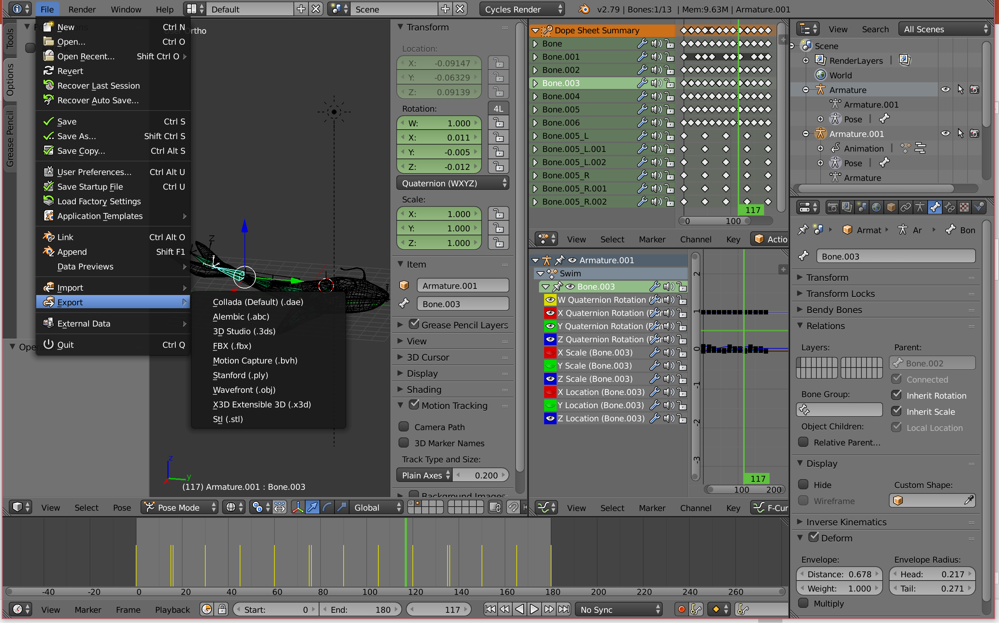 File Render Window Help Default Scene Cycles Render v2.79 | Bones:1/13 | Mem:9.63M | Armature.001
Tools
Options
Grease Pencil
New Ctrl N
Open... Ctrl O
Open Recent... Shift Ctrl O
Revert
Recover Last Session
Recover Auto Save...
Save Ctrl S
Save As... Shift Ctrl S
Save Copy... Ctrl Alt S
User Preferences... Ctrl Alt U
Save Startup File Ctrl U
Load Factory Settings
Application Templates
Link Ctrl Alt O
Append Shift F1
Data Previews
Import
Export
External Data
Quit Ctrl Q
Collada (Default) (.dae)
Alembic (.abc)
3D Studio (.3ds)
FBX (.fbx)
Motion Capture (.bvh)
Stanford (.ply)
Wavefront (.obj)
X3D Extensible 3D (.x3d)
Stl (.stl)
Ortho
z
y
x
(117) Armature.001 : Bone.003
View Select Pose Pose Mode Global
Transform
Location:
X: -0.09147
Y: -0.06329
Z: 0.09139
Rotation: 4L
W: 1.000
X: 0.011
Y: -0.005
Z: -0.012
Quaternion (WXYZ)
Scale:
X: 1.000
Y: 1.000
Z: 1.000
Item
Armature.001
Bone.003
Grease Pencil Layers
View
3D Cursor
Display
Shading
Motion Tracking
Camera Path
3D Marker Names
Track Type and Size:
Plain Axes 0.200
Background Images
Dope Sheet Summary
Bone
Bone.001
Bone.002
Bone.003
Bone.004
Bone.005
Bone.006
Bone.005_L
Bone.005_L.001
Bone.005_L.002
Bone.005_R
Bone.005_R.001
Bone.005_R.002
117
0 100
View Select Marker Channel Key Actio
Armature.001
Swim
Bone.003
W Quaternion Rotation
X Quaternion Rotation
Y Quaternion Rotation
Z Quaternion Rotation
X Scale (Bone.003)
Y Scale (Bone.003)
Z Scale (Bone.003)
X Location (Bone.003)
Y Location (Bone.003)
Z Location (Bone.003)
2
1
0
-1
-2
-3
117
100 200
View Select Marker Channel Key F-Cur
View Search All Scenes
Scene
RenderLayers |
World
Armature
Armature.001
Pose |
Armature.001
Animation |
Pose |
Armature
Armat Ar Bon
Bone.003
Transform
Transform Locks
Bendy Bones
Relations
Layers: Parent:
Bone.002
Connected
Bone Group: Inherit Rotation
Inherit Scale
Object Children: Local Location
Relative Parent...
Display
Hide Custom Shape:
Wireframe
Inverse Kinematics
Deform
Envelope: Envelope Radius:
Distance: 0.678 Head: 0.217
Weight: 1.000 Tail: 0.271
Multiply
-40 -20 0 20 40 60 80 100 120 140 160 180 200 220 240 260
View Marker Frame Playback Start: 0 End: 180 117 No Sync